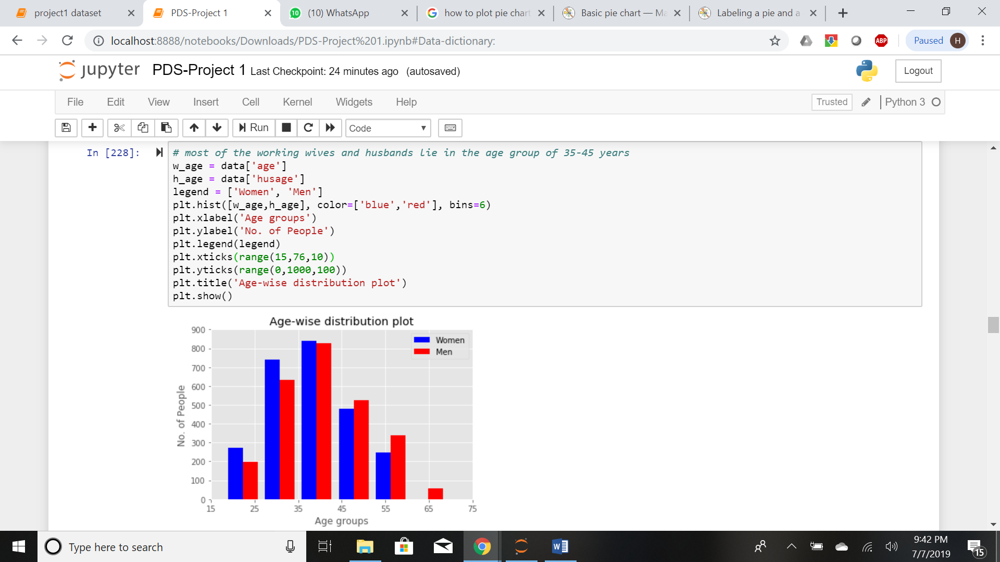 project1 dataset
PDS-Project 1
(10) WhatsApp
how to plot pie chart
Basic pie chart — Ma
Labeling a pie and a
localhost:8888/notebooks/Downloads/PDS-Project%201.ipynb#Data-dictionary:
ABP
Paused
H
jupyter
PDS-Project 1 Last Checkpoint: 24 minutes ago (autosaved)
Logout
File Edit View Insert Cell Kernel Widgets Help
Trusted
Python 3
Run
Code
In [228]:
# most of the working wives and husbands lie in the age group of 35-45 years
w_age = data['age']
h_age = data['husage']
legend = ['Women', 'Men']
plt.hist([w_age,h_age], color=['blue','red'], bins=6)
plt.xlabel('Age groups')
plt.ylabel('No. of People')
plt.legend(legend)
plt.xticks(range(15,76,10))
plt.yticks(range(0,1000,100))
plt.title('Age-wise distribution plot')
plt.show()
Age-wise distribution plot
Women
Men
900
800
700
600
500
400
300
200
100
0
No. of People
15 25 35 45 55 65 75
Age groups
Type here to search
9:42 PM
7/7/2019
15